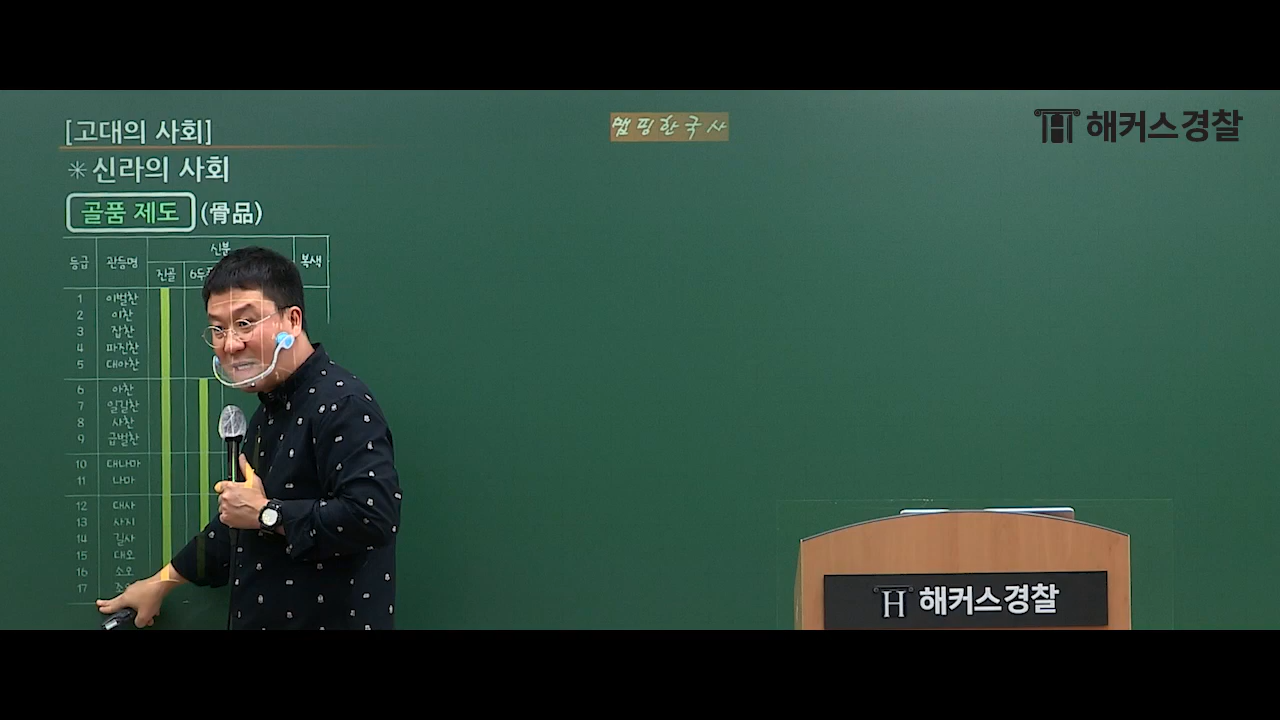 [고대의 사회]
맵핑한국사
해커스경찰
✳신라의 사회
골품 제도 (骨品)
등급 관등명 신분 복색
진골 6두품
1 이벌찬
2 이찬
3 잡찬
4 파진찬
5 대아찬
6 아찬
7 일길찬
8 사찬
9 급벌찬
10 대나마
11 나마
12 대사
13 사지
14 길사
15 대오
16 소오
17 조위
H 해커스경찰